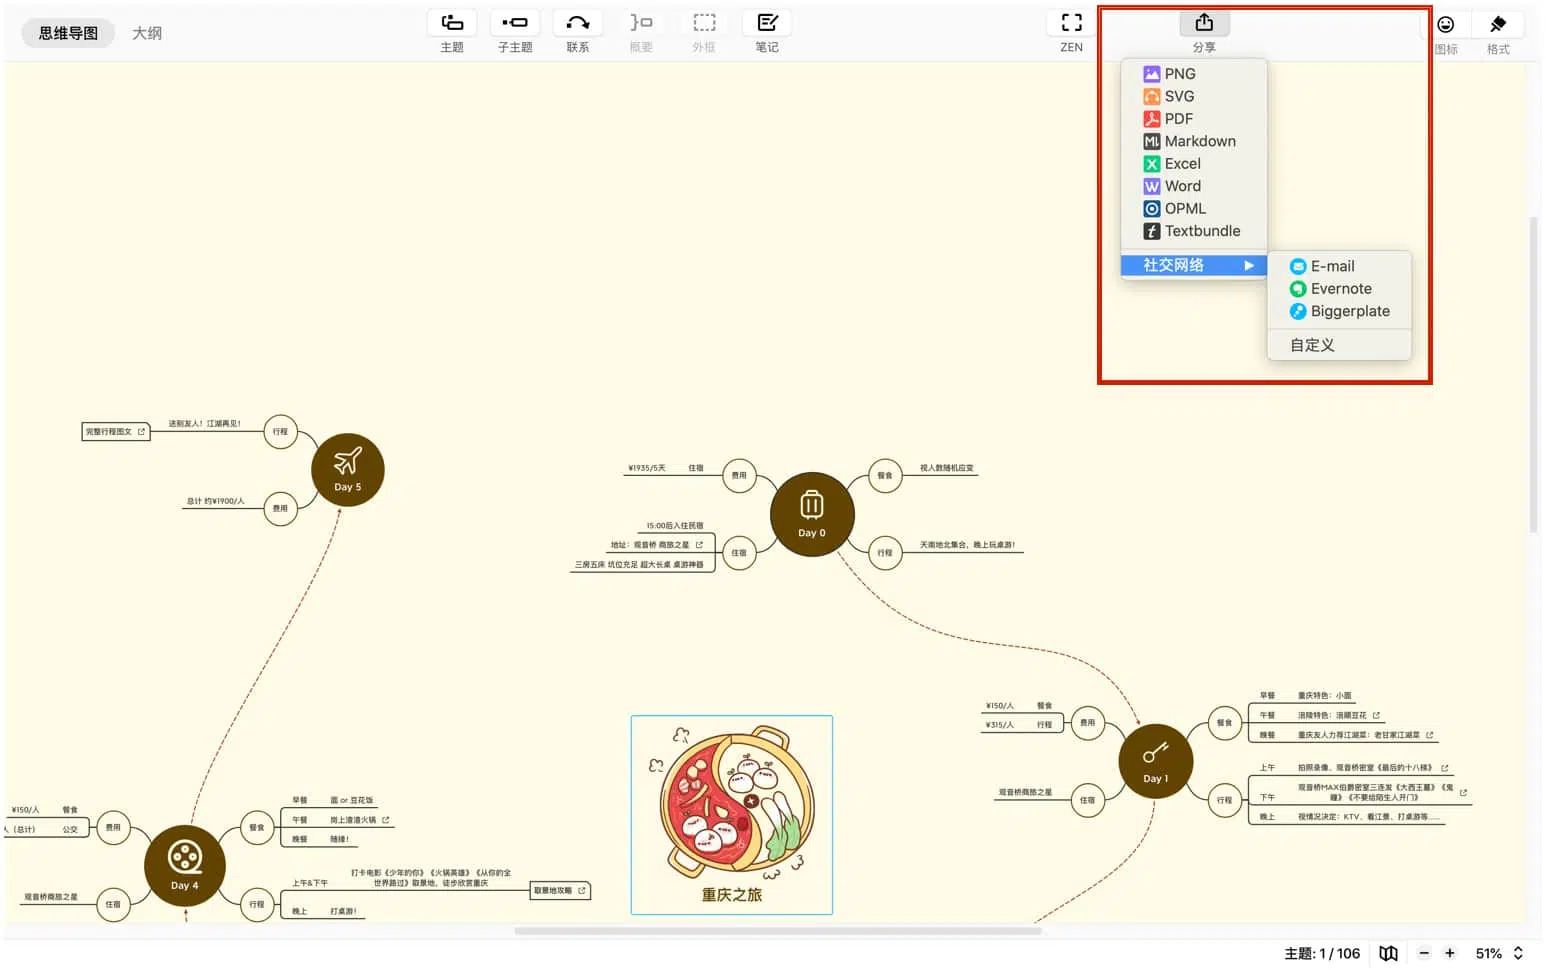 思维导图
大纲
主题
子主题
联系
概要
外框
笔记
ZEN
分享
图标
格式
PNG
SVG
PDF
Markdown
Excel
Word
OPML
Textbundle
社交网络
E-mail
Evernote
Biggerplate
自定义
完整行程图文
送别友人！江湖再见！
行程
Day 5
总计 约¥1900/人
费用
¥1935/5天 住宿
费用
餐食
视人数随机应变
Day 0
15:00后入住民宿
地址：观音桥 商旅之星
三房五床 坑位充足 超大长桌 桌游神器
住宿
行程
天南地北集合，晚上玩桌游！
¥150/人 餐食
¥315/人 行程
费用
观音桥商旅之星
住宿
Day 1
餐食
早餐 重庆特色：小面
午餐 涪陵特色：涪顺豆花
晚餐 重庆友人力荐江湖菜：老甘家江湖菜
行程
上午 拍照录像、观音桥密室《最后的十八梯》
下午 观音桥MAX伯爵密室三连发《大西王墓》《鬼
瞳》《不要给陌生人开门》
晚上 视情况决定：KTV、看江景、打桌游等……
¥150/人 餐食
人（总计） 公交
费用
观音桥商旅之星
住宿
Day 4
餐食
早餐 面 or 豆花饭
午餐 岗上渣渣火锅
晚餐 随缘！
行程
上午&下午 打卡电影《少年的你》《火锅英雄》《从你的全
世界路过》取景地，徒步欣赏重庆
取景地攻略
晚上 打桌游！
重庆之旅
主题: 1 / 106
51%